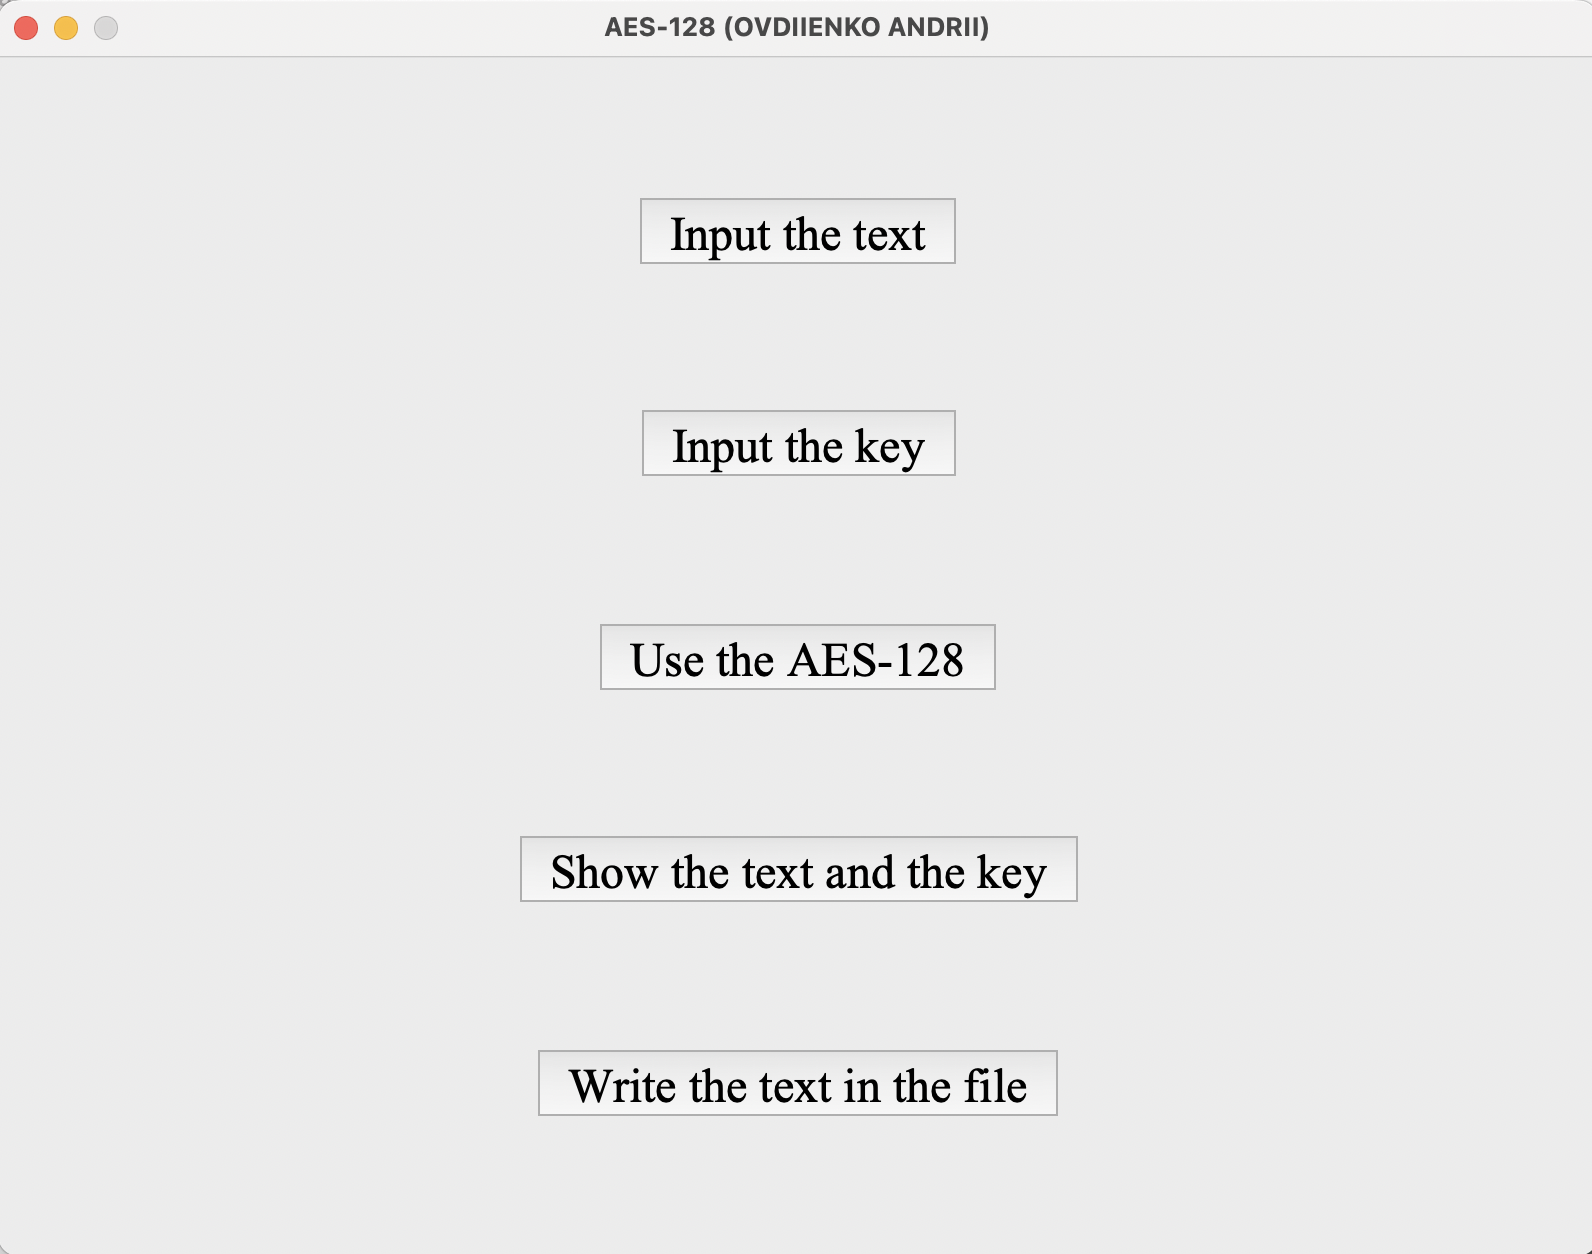 AES-128 (OVDIIENKO ANDRII)
Input the text
Input the key
Use the AES-128
Show the text and the key
Write the text in the file